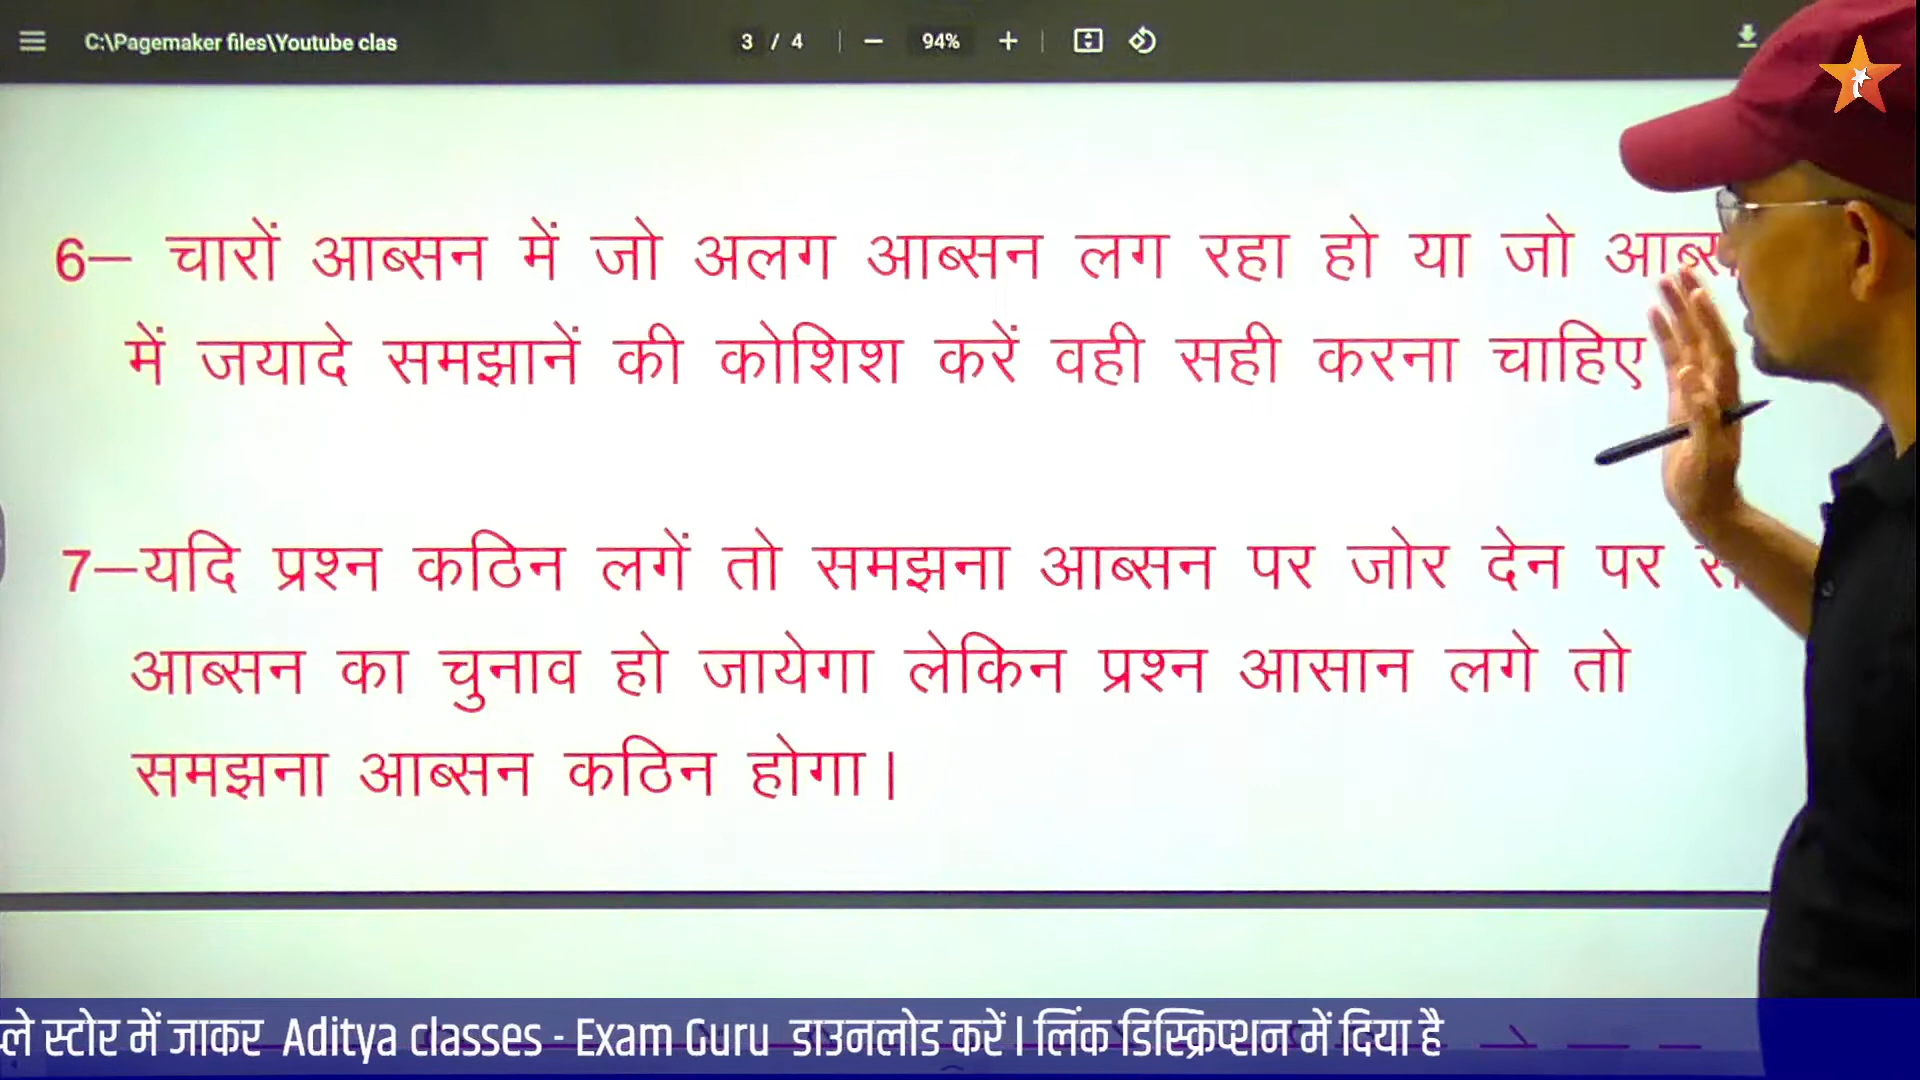 C:\Pagemaker files\Youtube clas 3 / 4 94%
6– चारों आब्सन में जो अलग आब्सन लग रहा हो या जो
में जयादे समझानें की कोशिश करें वही सही करना चाहिए
7–यदि प्रश्न कठिन लगें तो समझना आब्सन पर जोर देन पर
आब्सन का चुनाव हो जायेगा लेकिन प्रश्न आसान लगे तो
समझना आब्सन कठिन होगा।
स्टोर में जाकर Aditya classes - Exam Guru डाउनलोड करें । लिंक डिस्क्रिप्शन में दिया है